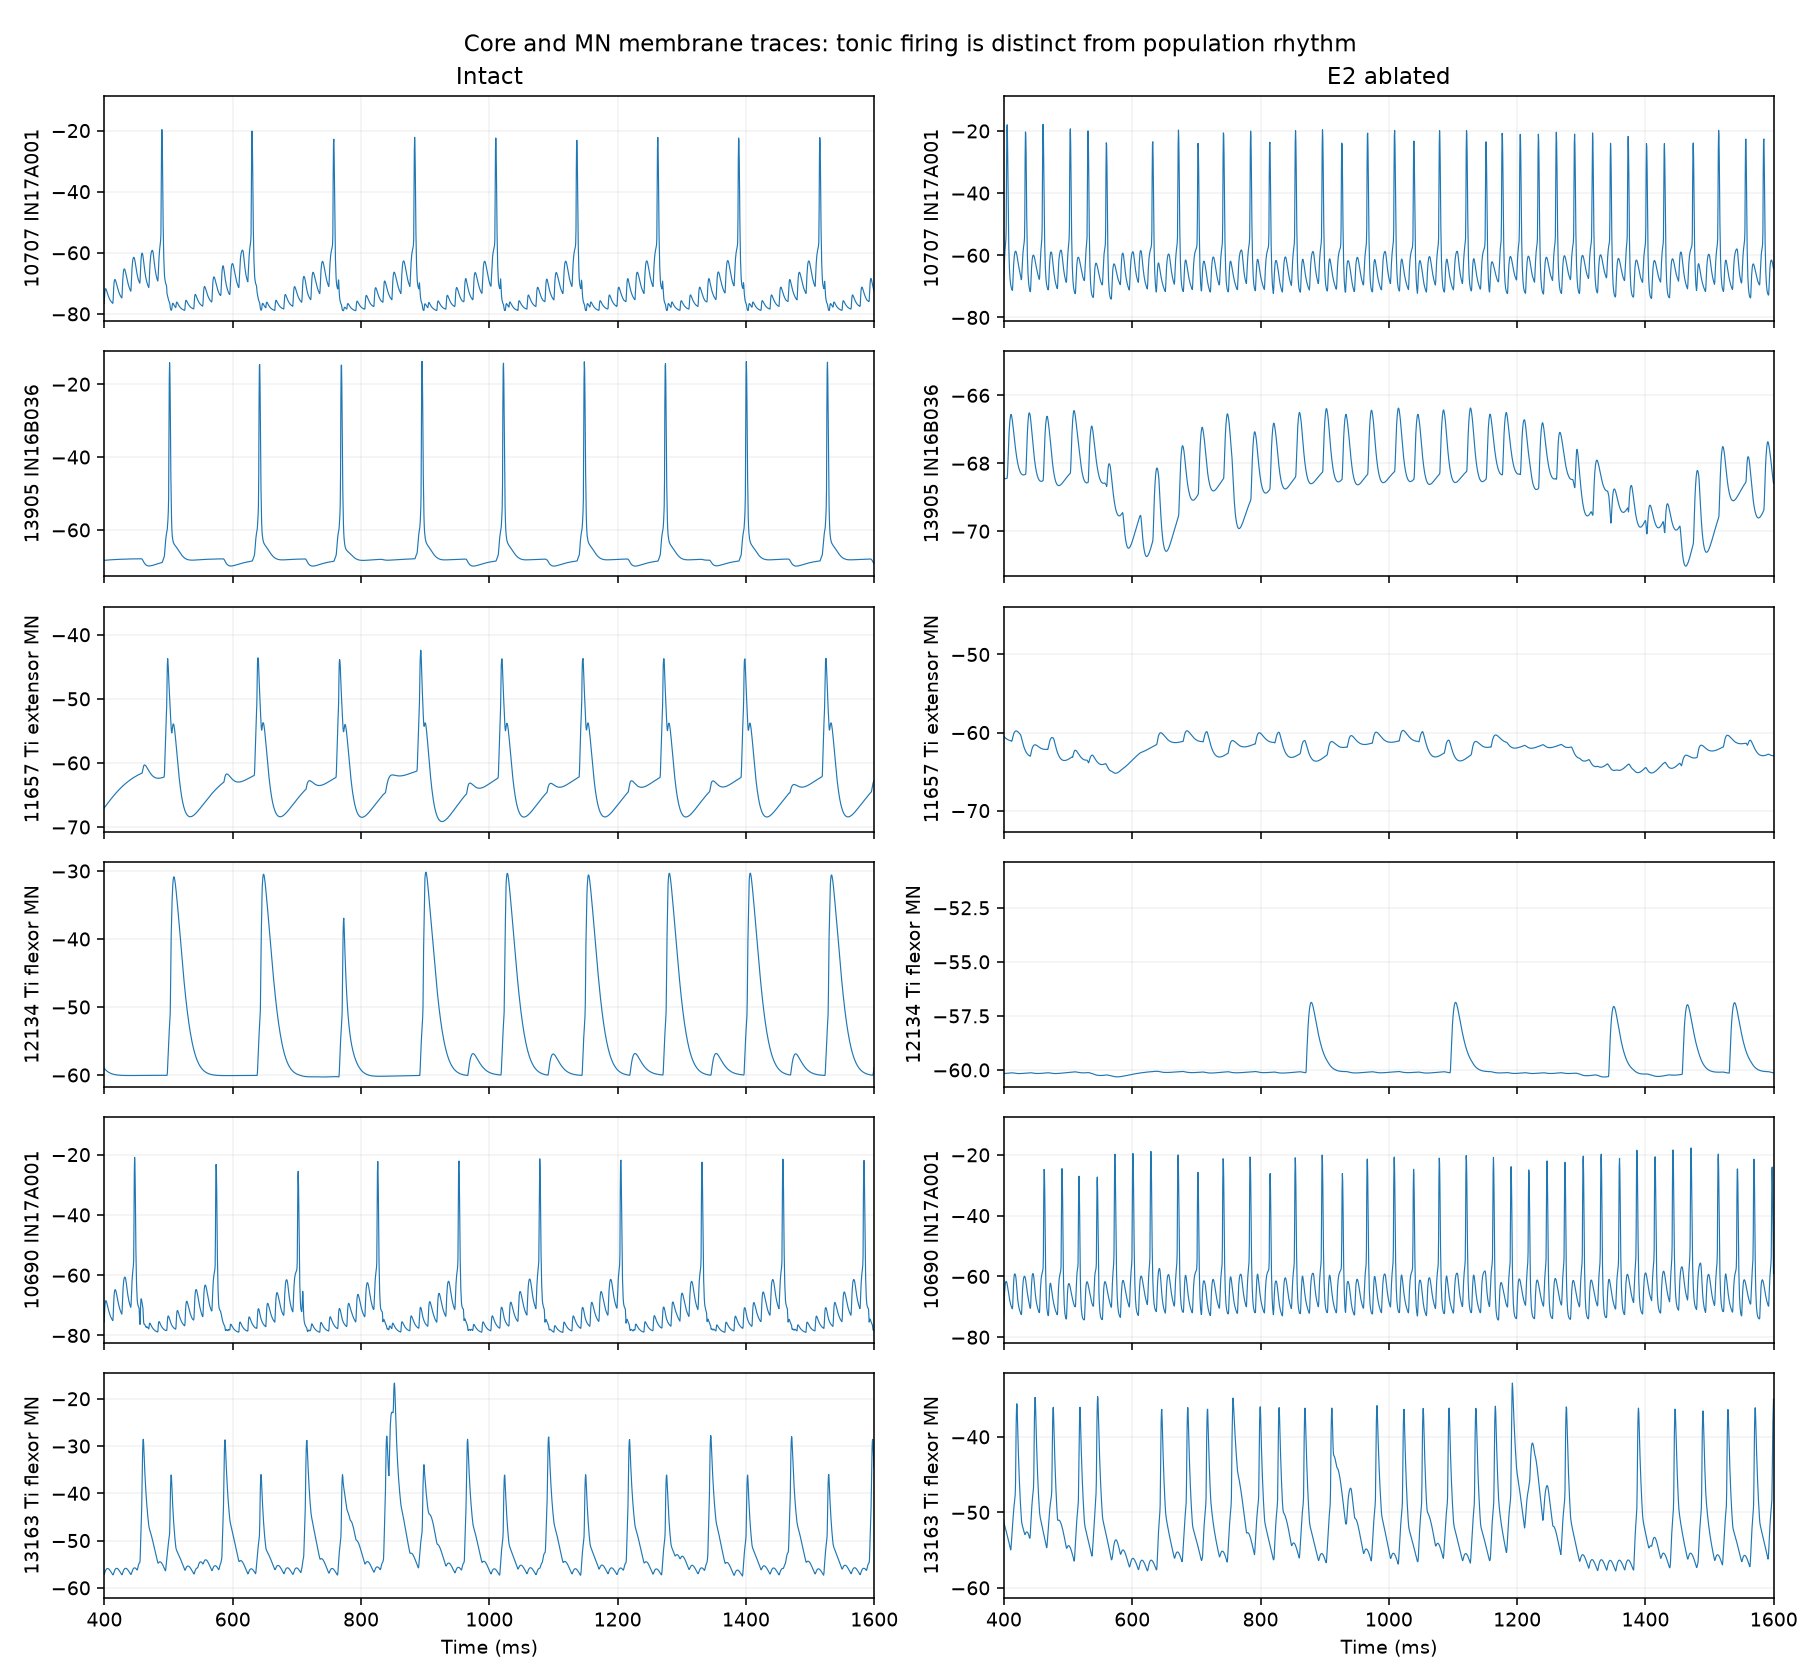 Core and MN membrane traces: tonic firing is distinct from population rhythm
Intact
E2 ablated
10707 IN17A001
−20
−40
−60
−80
10707 IN17A001
−20
−40
−60
−80
13905 IN16B036
−20
−40
−60
13905 IN16B036
−66
−68
−70
11657 Ti extensor MN
−40
−50
−60
−70
11657 Ti extensor MN
−50
−60
−70
12134 Ti flexor MN
−30
−40
−50
−60
12134 Ti flexor MN
−52.5
−55.0
−57.5
−60.0
10690 IN17A001
−20
−40
−60
−80
10690 IN17A001
−20
−40
−60
−80
13163 Ti flexor MN
−20
−30
−40
−50
−60
13163 Ti flexor MN
−40
−50
−60
400 600 800 1000 1200 1400 1600
400 600 800 1000 1200 1400 1600
Time (ms)
Time (ms)